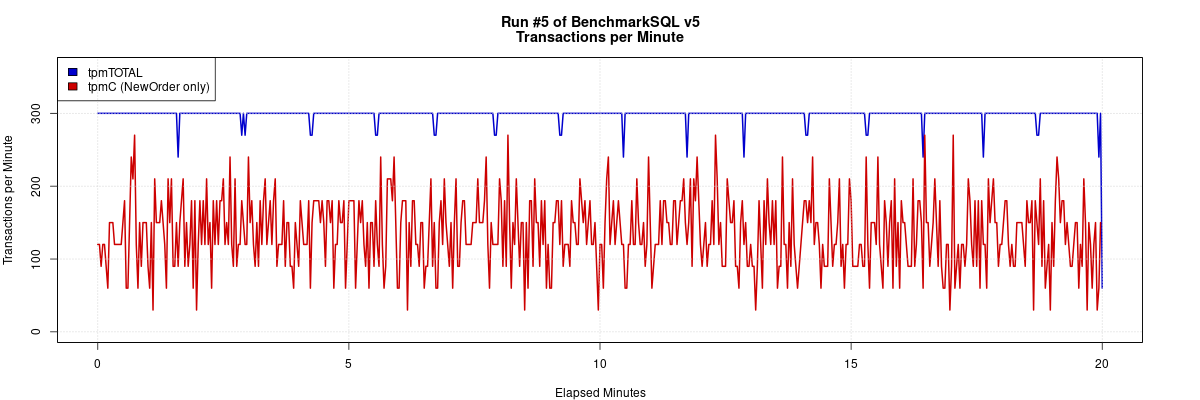 Run #5 of BenchmarkSQL v5
Transactions per Minute
tpmTOTAL
tpmC (NewOrder only)
Transactions per Minute
300
200
100
0
0 5 10 15 20
Elapsed Minutes